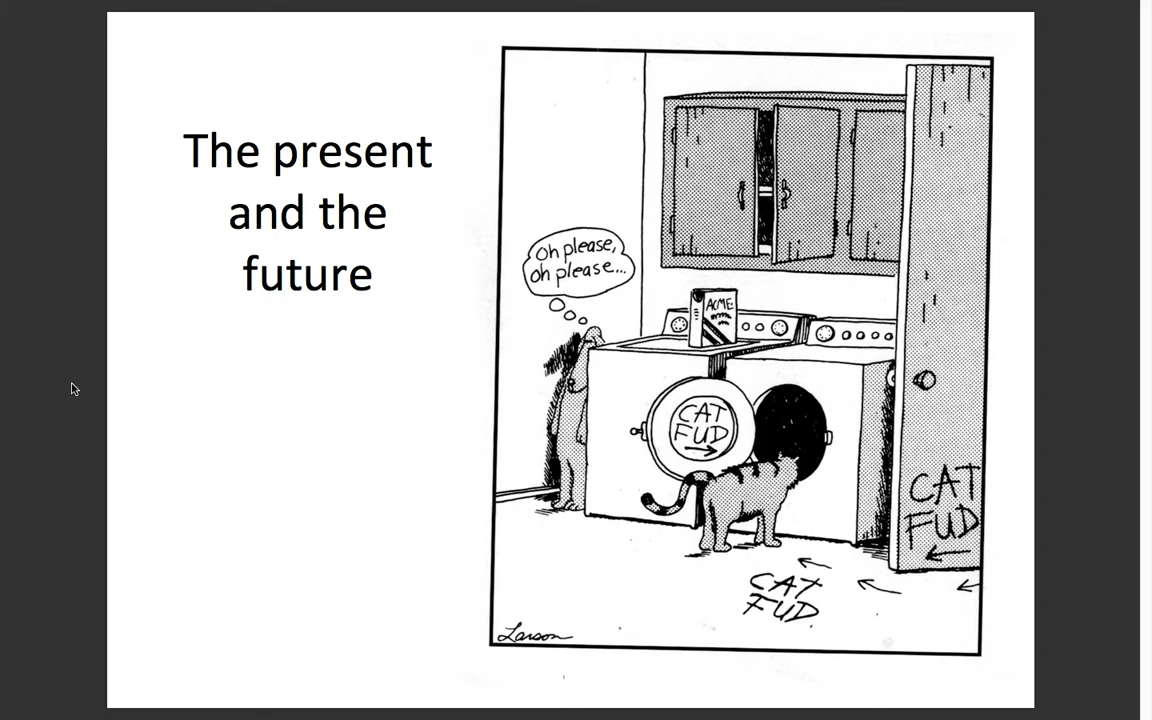 The present
and the
future
Oh please,
oh please...
ACME
CAT
FUD
CAT
FUD
CAT
FUD.
Larson